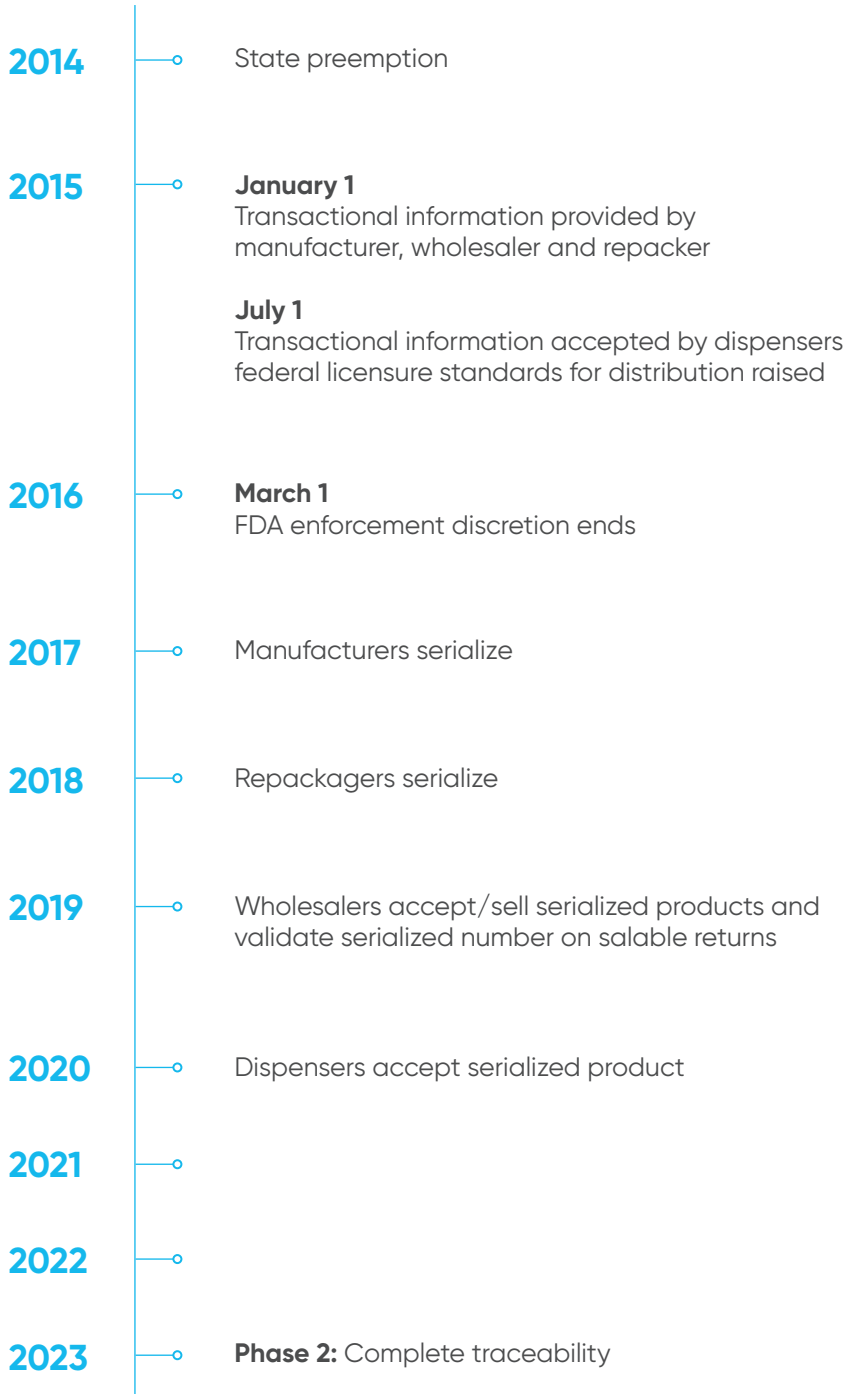 2014
State preemption
2015
January 1
Transactional information provided by
manufacturer, wholesaler and repacker
July 1
Transactional information accepted by dispensers
federal licensure standards for distribution raised
2016
March 1
FDA enforcement discretion ends
2017
Manufacturers serialize
2018
Repackagers serialize
2019
Wholesalers accept/sell serialized products and
validate serialized number on salable returns
2020
Dispensers accept serialized product
2021
2022
2023
Phase 2: Complete traceability